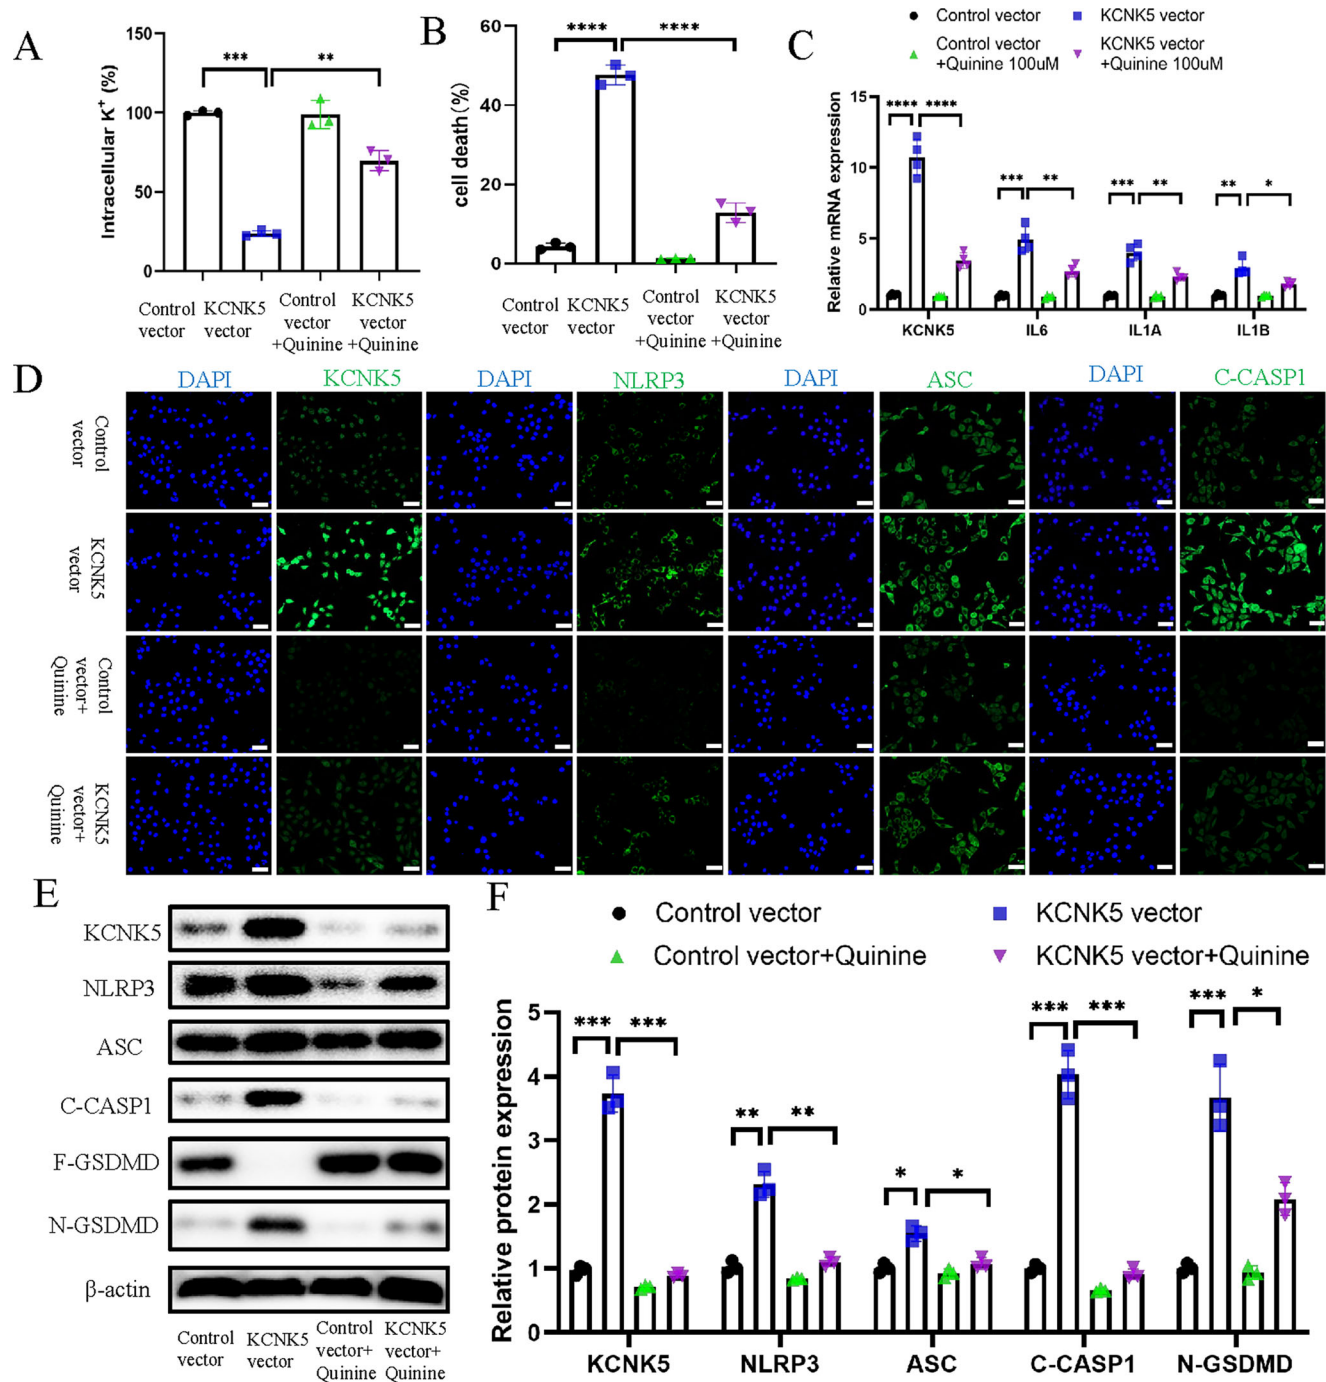 A
Intracellular K+ (%)
150
100
50
0
***
**
Control vector
KCNK5 vector
Control vector +Quinine
KCNK5 vector +Quinine
B
cell death(%)
60
40
20
0
****
****
Control vector
KCNK5 vector
Control vector +Quinine
KCNK5 vector +Quinine
C
Control vector
KCNK5 vector
Control vector +Quinine 100uM
KCNK5 vector +Quinine 100uM
Relative mRNA expression
15
10
5
0
**** ****
*** **
*** **
** *
KCNK5 IL6 IL1A IL1B
D
DAPI KCNK5 DAPI NLRP3 DAPI ASC DAPI C-CASP1
Control vector
KCNK5 vector
Control vector+ Quinine
KCNK5 vector+ Quinine
E
KCNK5
NLRP3
ASC
C-CASP1
F-GSDMD
N-GSDMD
β-actin
Control vector
KCNK5 vector
Control vector+ Quinine
KCNK5 vector+ Quinine
F
Control vector
KCNK5 vector
Control vector+Quinine
KCNK5 vector+Quinine
Relative protein expression
5
4
3
2
1
0
*** ***
** **
* *
*** ***
*** *
KCNK5 NLRP3 ASC C-CASP1 N-GSDMD